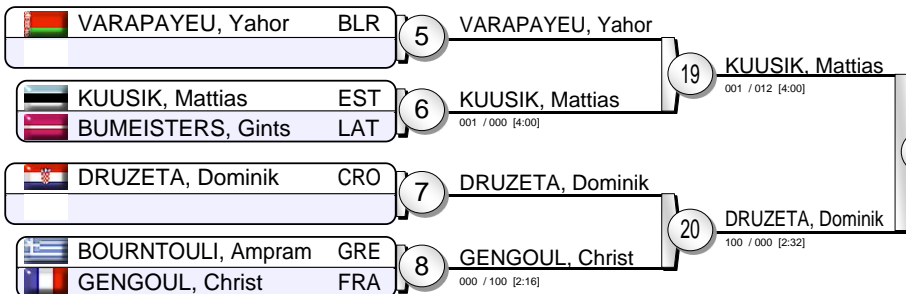 VARAPAYEU, Yahor BLR
5
VARAPAYEU, Yahor
19
KUUSIK, Mattias
001 / 012 [4:00]
KUUSIK, Mattias EST
BUMEISTERS, Gints LAT
6
KUUSIK, Mattias
001 / 000 [4:00]
DRUZETA, Dominik CRO
7
DRUZETA, Dominik
20
DRUZETA, Dominik
100 / 000 [2:32]
BOURNTOULI, Ampram GRE
GENGOUL, Christ FRA
8
GENGOUL, Christ
000 / 100 [2:16]